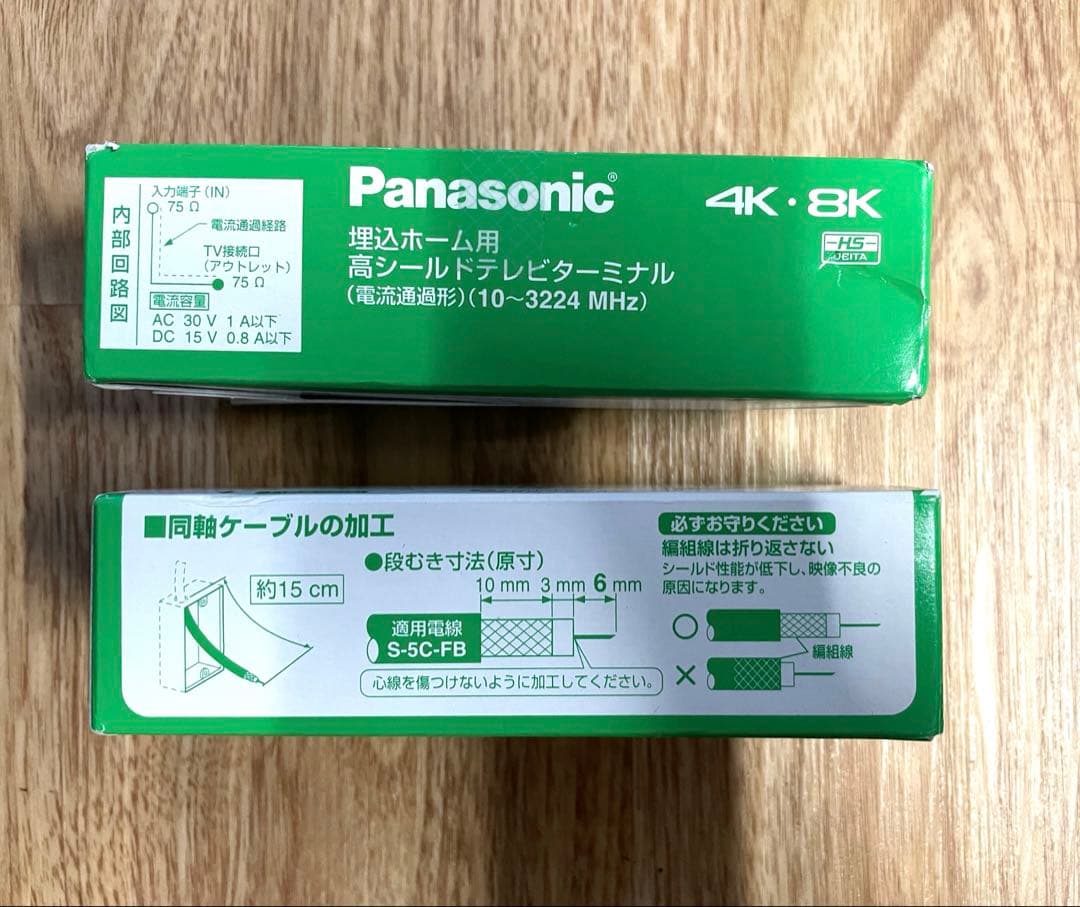 内部回路図
入力端子(IN)
75 Ω
電流通過経路
TV接続口
(アウトレット)
75 Ω
電流容量
AC 30 V 1 A以下
DC 15 V 0.8 A以下
Panasonic®
埋込ホーム用
高シールドテレビターミナル
(電流通過形)(10〜3224 MHz)
4K・8K
HS
JEITA
■同軸ケーブルの加工
約15 cm
●段むき寸法(原寸)
10 mm 3 mm 6 mm
適用電線
S-5C-FB
心線を傷つけないように加工してください。
必ずお守りください
編組線は折り返さない
シールド性能が低下し、映像不良の
原因になります。
○
編組線
×